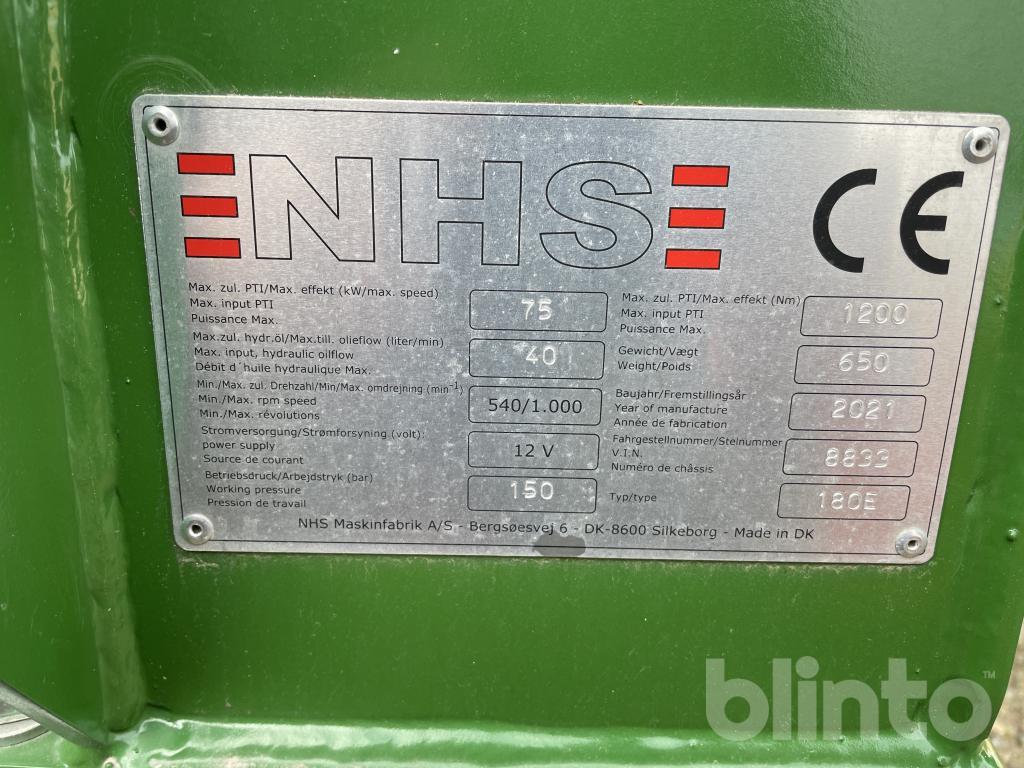 NHS CE
Max. zul. PTI/Max. effekt (kW/max. speed)
Max. input PTI
Puissance Max.
75
Max. zul. PTI/Max. effekt (Nm)
Max. input PTI
Puissance Max.
1200
Max.zul. hydr.öl/Max.till. olieflow (liter/min)
Max. input, hydraulic oilflow
Débit d´huile hydraulique Max.
40
Gewicht/Vægt
Weight/Poids
650
Min./Max. zul. Drehzahl/Min/Max. omdrejning (min-1)
Min./Max. rpm speed
Min./Max. révolutions
540/1.000
Baujahr/Fremstillingsår
Year of manufacture
Année de fabrication
2021
Stromversorgung/Strømforsyning (volt):
power supply
Source de courant
12 V
Fahrgestellnummer/Stelnummer
V.I.N.
Numéro de châssis
8833
Betriebsdruck/Arbejdstryk (bar)
Working pressure
Pression de travail
150
Typ/type
180E
NHS Maskinfabrik A/S - Bergsøesvej 6 - DK-8600 Silkeborg - Made in DK
blinto™